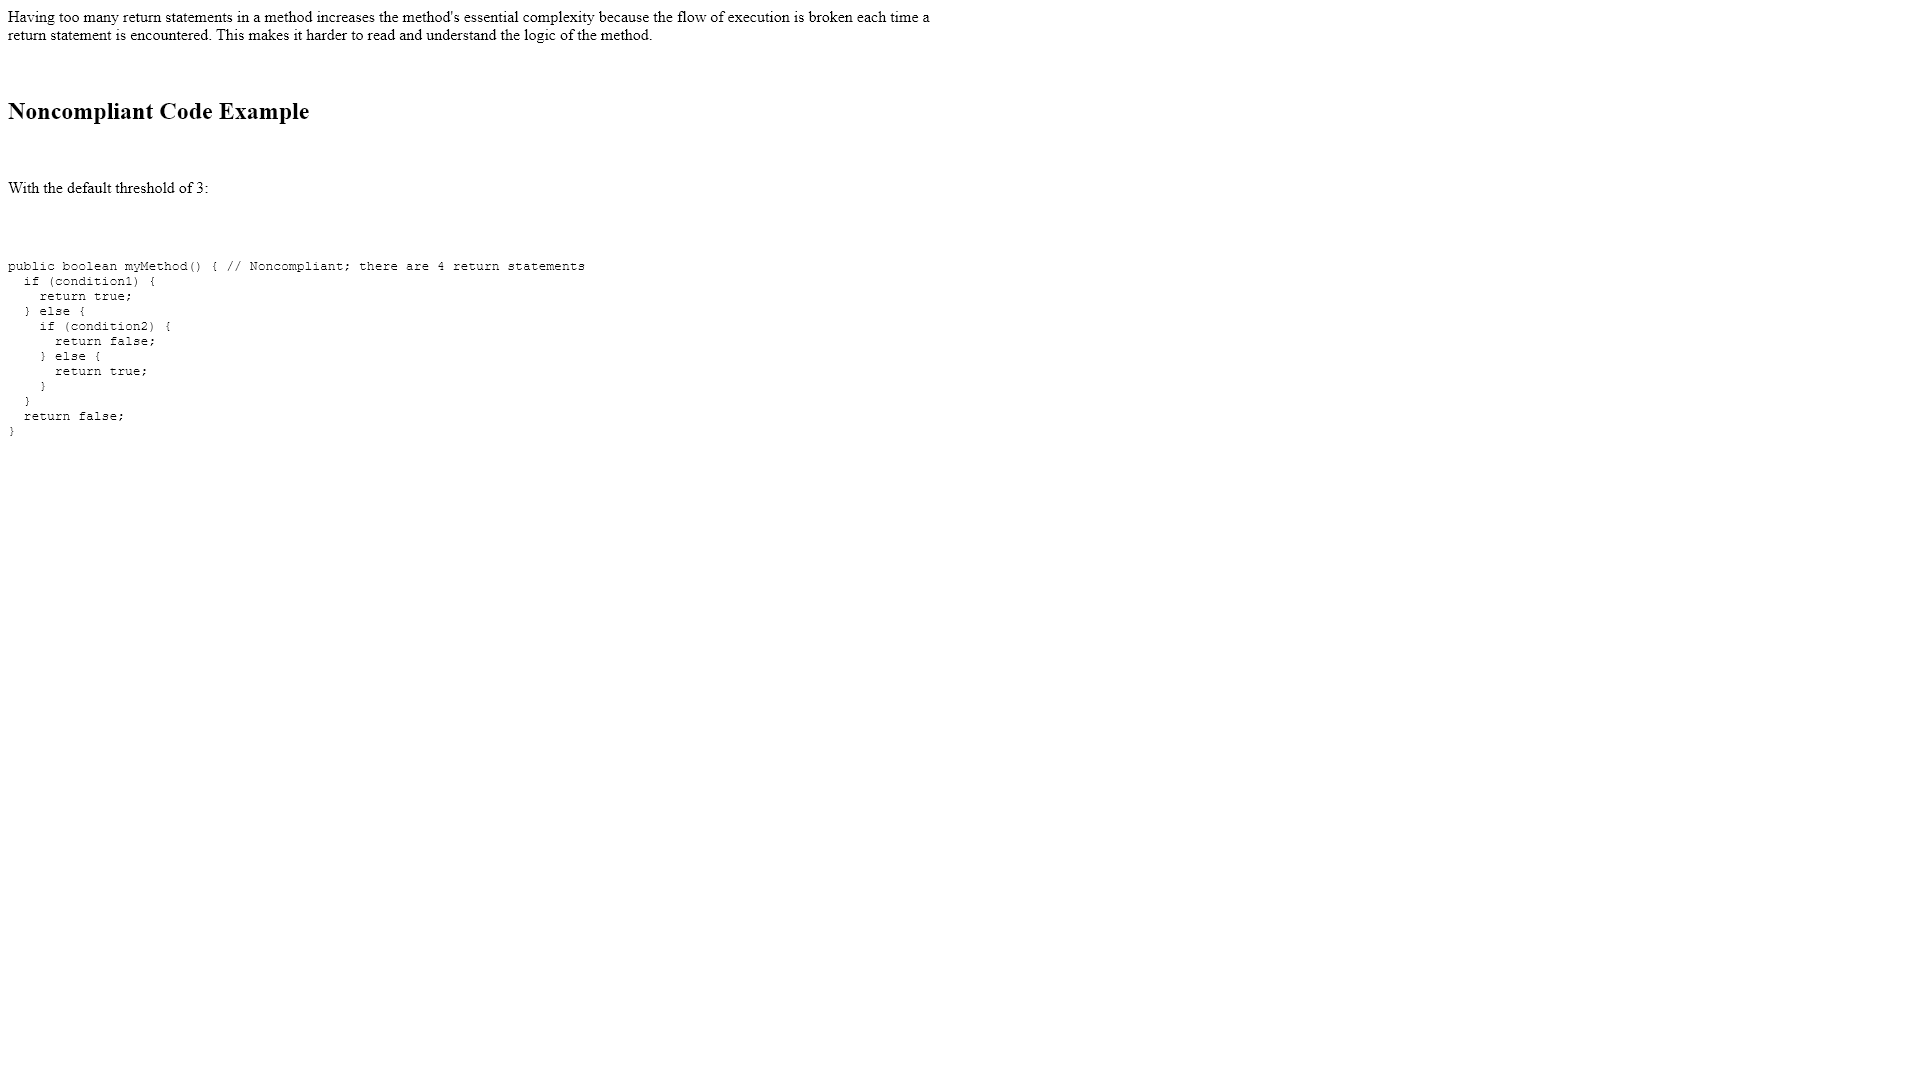 Having too many return statements in a method increases the method's essential complexity because the flow of execution is broken each time a
return statement is encountered. This makes it harder to read and understand the logic of the method.
Noncompliant Code Example
With the default threshold of 3:
public boolean myMethod() { // Noncompliant; there are 4 return statements
  if (condition1) {
    return true;
  } else {
    if (condition2) {
      return false;
    } else {
      return true;
    }
  }
  return false;
}